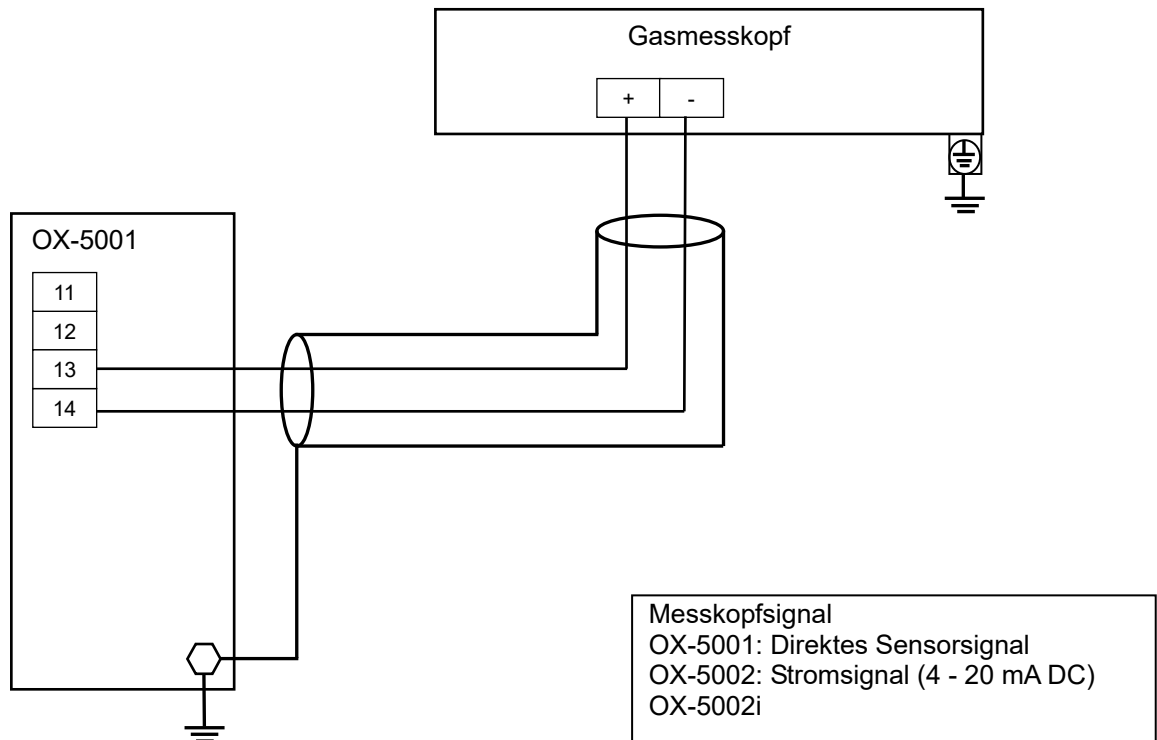 Gasmesskopf
+ -
OX-5001
11
12
13
14
Messkopfsignal
OX-5001: Direktes Sensorsignal
OX-5002: Stromsignal (4 - 20 mA DC)
OX-5002i